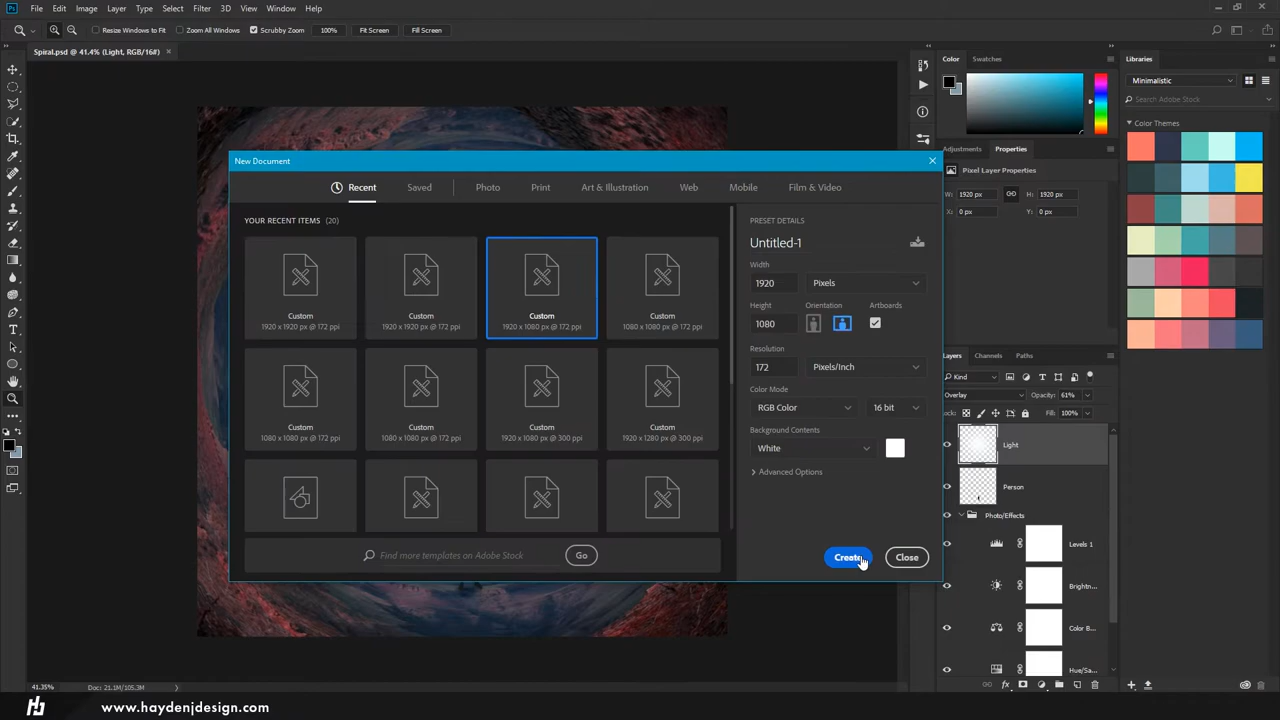 Ps File Edit Image Layer Type Select Filter 3D View Window Help
Resize Windows to Fit Zoom All Windows Scrubby Zoom 100% Fit Screen Fill Screen
Spiral.psd @ 41.4% (Light, RGB/16#) ×
Color Swatches
Libraries
Minimalistic
Search Adobe Stock
Color Themes
Adjustments Properties
Pixel Layer Properties
W: 1920 px H: 1920 px
X: 0 px Y: 0 px
New Document
Recent Saved Photo Print Art & Illustration Web Mobile Film & Video
YOUR RECENT ITEMS (20)
Custom
1920 x 1920 px @ 172 ppi
Custom
1920 x 1920 px @ 172 ppi
Custom
1920 x 1080 px @ 172 ppi
Custom
1080 x 1080 px @ 172 ppi
Custom
1080 x 1080 px @ 172 ppi
Custom
1080 x 1080 px @ 172 ppi
Custom
1920 x 1080 px @ 300 ppi
Custom
1920 x 1280 px @ 300 ppi
Find more templates on Adobe Stock Go
PRESET DETAILS
Untitled-1
Width
1920 Pixels
Height Orientation Artboards
1080
Resolution
172 Pixels/Inch
Color Mode
RGB Color 16 bit
Background Contents
White
Advanced Options
Create Close
Layers Channels Paths
Kind
Overlay Opacity: 61%
Lock: Fill: 100%
Light
Person
Photo/Effects
Levels 1
Brightn...
Color B...
Hue/Sa...
41.35% Doc: 21.1M/105.3M
www.haydenjdesign.com